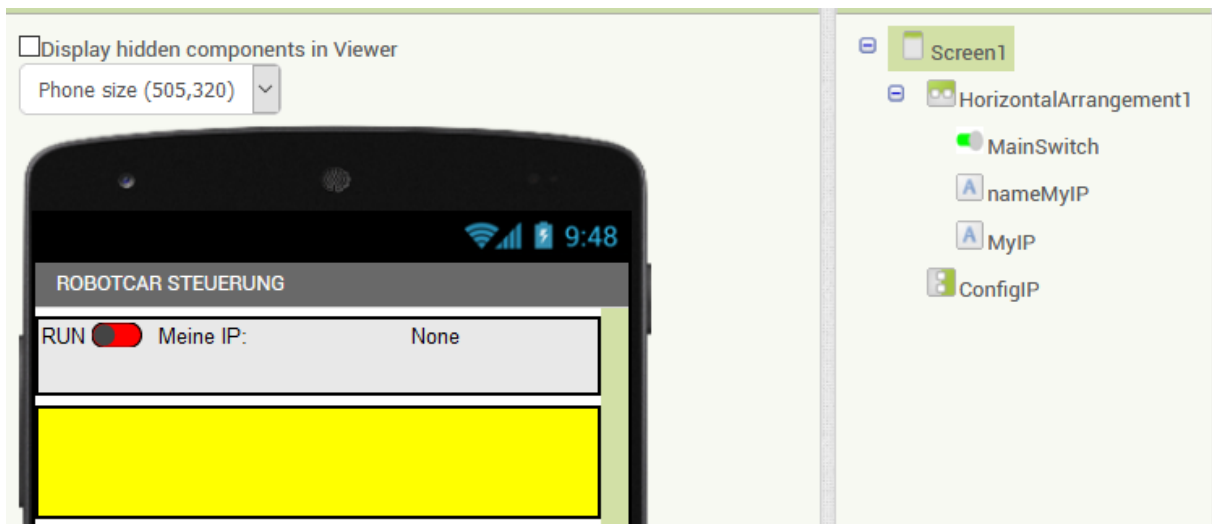 Display hidden components in Viewer
Phone size (505,320)
9:48
ROBOTCAR STEUERUNG
RUN Meine IP: None
Screen1
HorizontalArrangement1
MainSwitch
A nameMyIP
A MyIP
ConfigIP